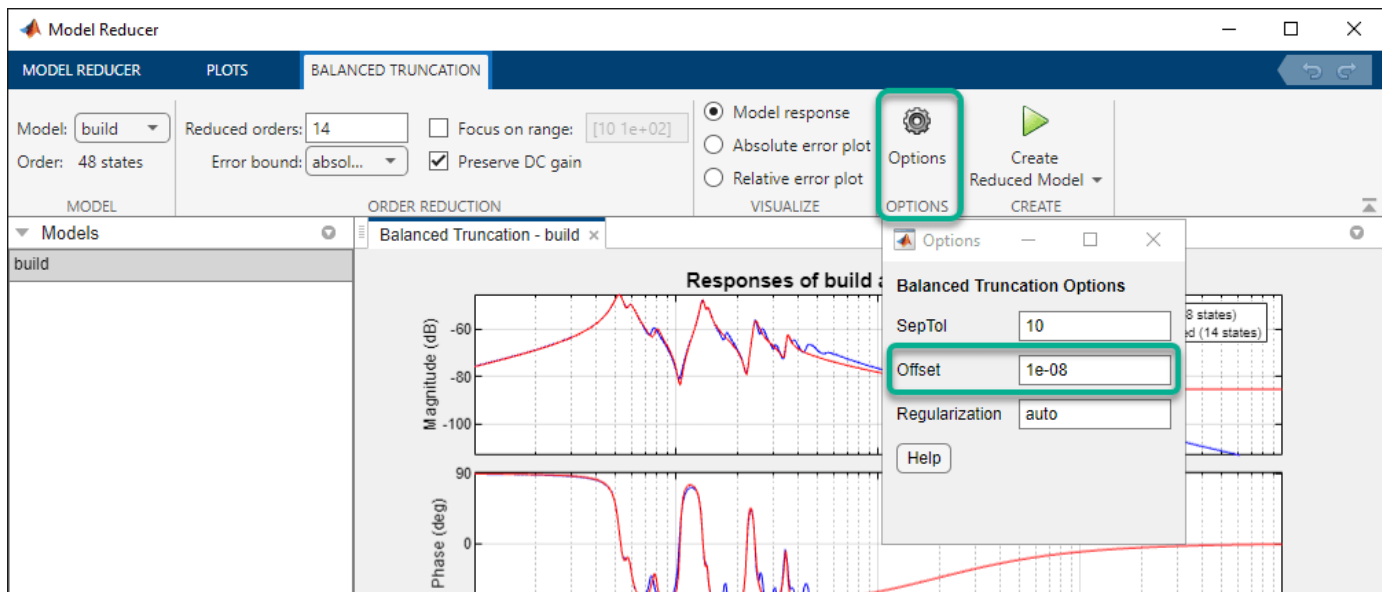 Model Reducer
MODEL REDUCER PLOTS BALANCED TRUNCATION
Model: build Reduced orders: 14 Focus on range: [10 1e+02] Model response
Order: 48 states Error bound: absol... Preserve DC gain Absolute error plot
Relative error plot
Options
Create
Reduced Model
MODEL ORDER REDUCTION VISUALIZE OPTIONS CREATE
Models
build
Balanced Truncation - build
Responses of build
Magnitude (dB)
-60
-80
-100
8 states)
(14 states)
Phase (deg)
90
0
Options
Balanced Truncation Options
SepTol 10
Offset 1e-08
Regularization auto
Help